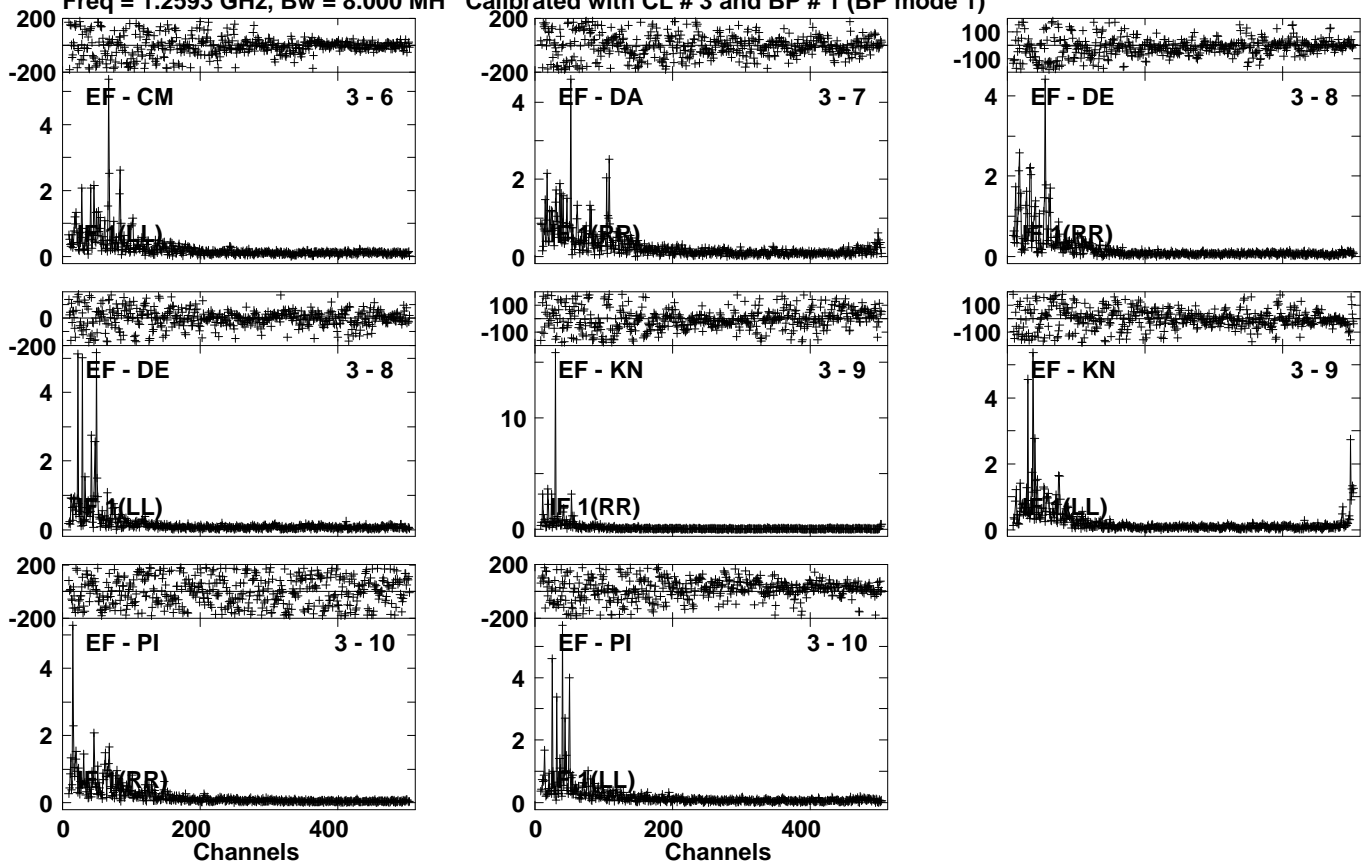 Freq = 1.2593 GHz, Bw = 8.000 MH Calibrated with CL # 3 and BP # 1 (BP mode 1)
200
-200
EF - CM 3 - 6
4
2
0
IF 1(LL)
200
-200
EF - DA 3 - 7
4
2
0
IF 1(RR)
100
-100
EF - DE 3 - 8
4
2
0
IF 1(RR)
0
-200
EF - DE 3 - 8
4
2
0
IF 1(LL)
100
-100
EF - KN 3 - 9
10
0
IF 1(RR)
100
-100
EF - KN 3 - 9
4
2
0
IF 1(LL)
200
-200
EF - PI 3 - 10
4
2
0
IF 1(RR)
200
-200
EF - PI 3 - 10
4
2
0
IF 1(LL)
0 200 400
Channels
0 200 400
Channels